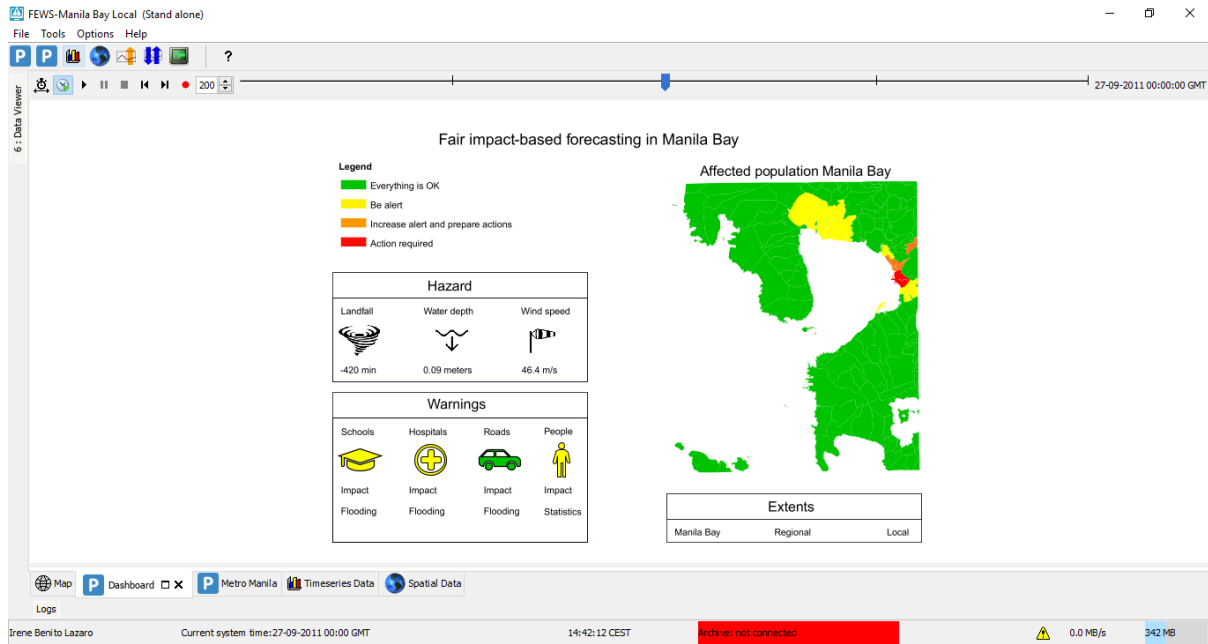 FEWS-Manila Bay Local (Stand alone)
File Tools Options Help
P P ?
200 27-09-2011 00:00:00 GMT
6 : Data Viewer
Fair impact-based forecasting in Manila Bay
Legend
Everything is OK
Be alert
Increase alert and prepare actions
Action required
Affected population Manila Bay
Hazard
Landfall Water depth Wind speed
-420 min 0.09 meters 46.4 m/s
Warnings
Schools Hospitals Roads People
Impact Impact Impact Impact
Flooding Flooding Flooding Statistics
Extents
Manila Bay Regional Local
Map P Dashboard P Metro Manila Timeseries Data Spatial Data
Logs
Irene Benito Lazaro Current system time:27-09-2011 00:00 GMT 14:42:12 CEST Archive: not connected 0.0 MB/s 342 MB